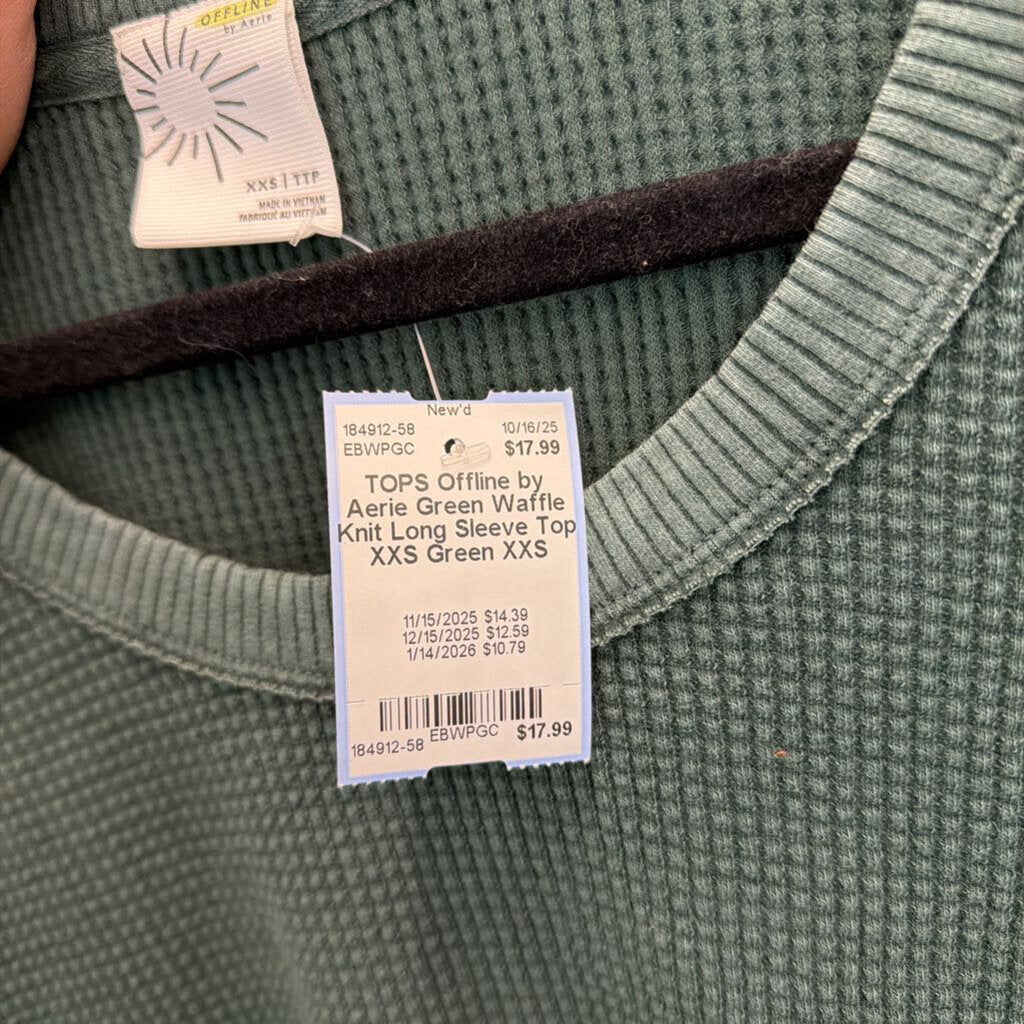 OFFLINE
by Aerie
XXS | TTP
MADE IN VIETNAM
FABRIQUÉ AU VIETNAM
New'd
184912-58 10/16/25
EBWPGC $17.99
TOPS Offline by
Aerie Green Waffle
Knit Long Sleeve Top
XXS Green XXS
11/15/2025 $14.39
12/15/2025 $12.59
1/14/2026 $10.79
184912-58 EBWPGC $17.99